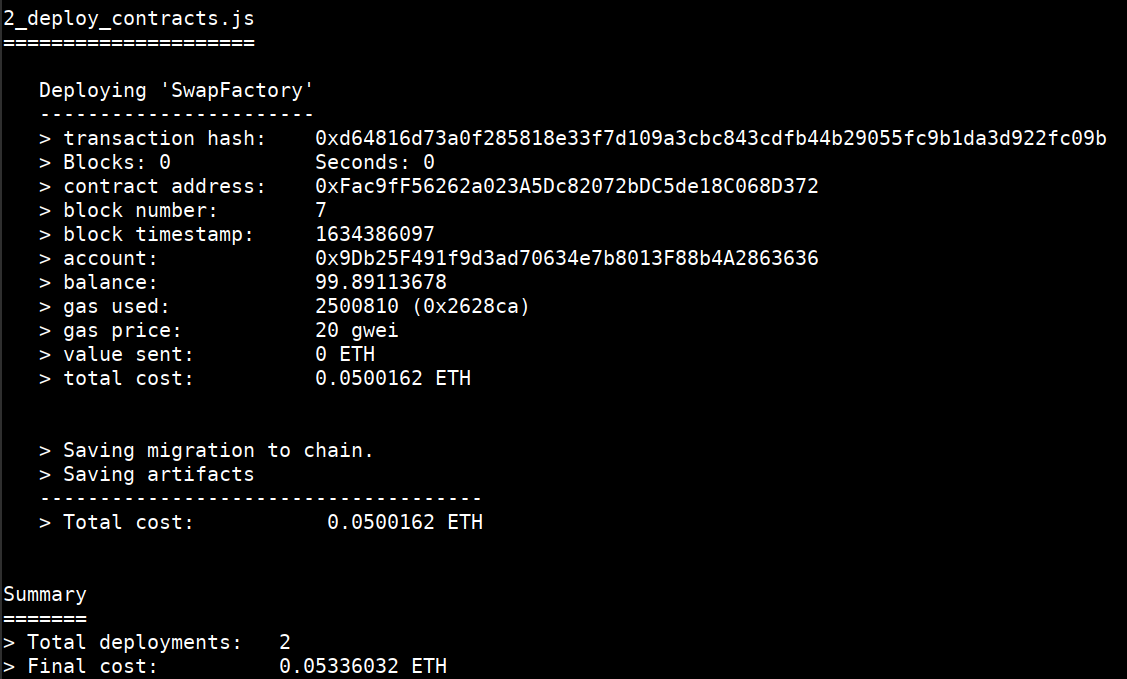 2_deploy_contracts.js
=====================
Deploying 'SwapFactory'
-----------------------
> transaction hash:    0xd64816d73a0f285818e33f7d109a3cbc843cdfb44b29055fc9b1da3d922fc09b
> Blocks: 0            Seconds: 0
> contract address:    0xFac9fF56262a023A5Dc82072bDC5de18C068D372
> block number:        7
> block timestamp:     1634386097
> account:             0x9Db25F491f9d3ad70634e7b8013F88b4A2863636
> balance:             99.89113678
> gas used:            2500810 (0x2628ca)
> gas price:           20 gwei
> value sent:          0 ETH
> total cost:          0.0500162 ETH
> Saving migration to chain.
> Saving artifacts
-------------------------------------
> Total cost:           0.0500162 ETH
Summary
=======
> Total deployments:   2
> Final cost:          0.05336032 ETH